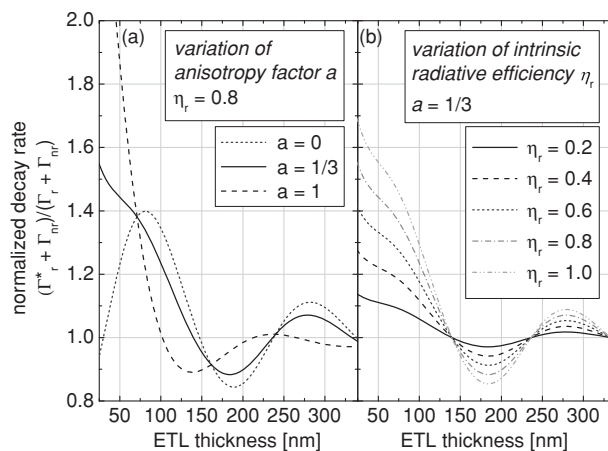 (a)
variation of
anisotropy factor a
ηr = 0.8
a = 0
a = 1/3
a = 1
(b)
variation of intrinsic
radiative efficiency ηr
a = 1/3
ηr = 0.2
ηr = 0.4
ηr = 0.6
ηr = 0.8
ηr = 1.0
normalized decay rate
(Γ*r + Γnr)/(Γr + Γnr)
2.0
1.8
1.6
1.4
1.2
1.0
0.8
50 100 150 200 250 300
50 100 150 200 250 300
ETL thickness [nm]
ETL thickness [nm]